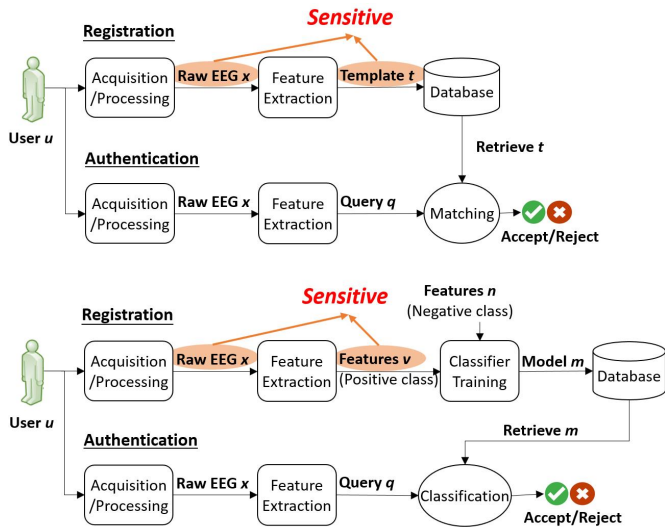 Sensitive
Registration
Acquisition
/Processing
Raw EEG x
Feature
Extraction
Template t
Database
User u
Retrieve t
Authentication
Acquisition
/Processing
Raw EEG x
Feature
Extraction
Query q
Matching
Accept/Reject
Sensitive
Features n
(Negative class)
Registration
Acquisition
/Processing
Raw EEG x
Feature
Extraction
Features v
(Positive class)
Classifier
Training
Model m
Database
User u
Retrieve m
Authentication
Acquisition
/Processing
Raw EEG x
Feature
Extraction
Query q
Classification
Accept/Reject